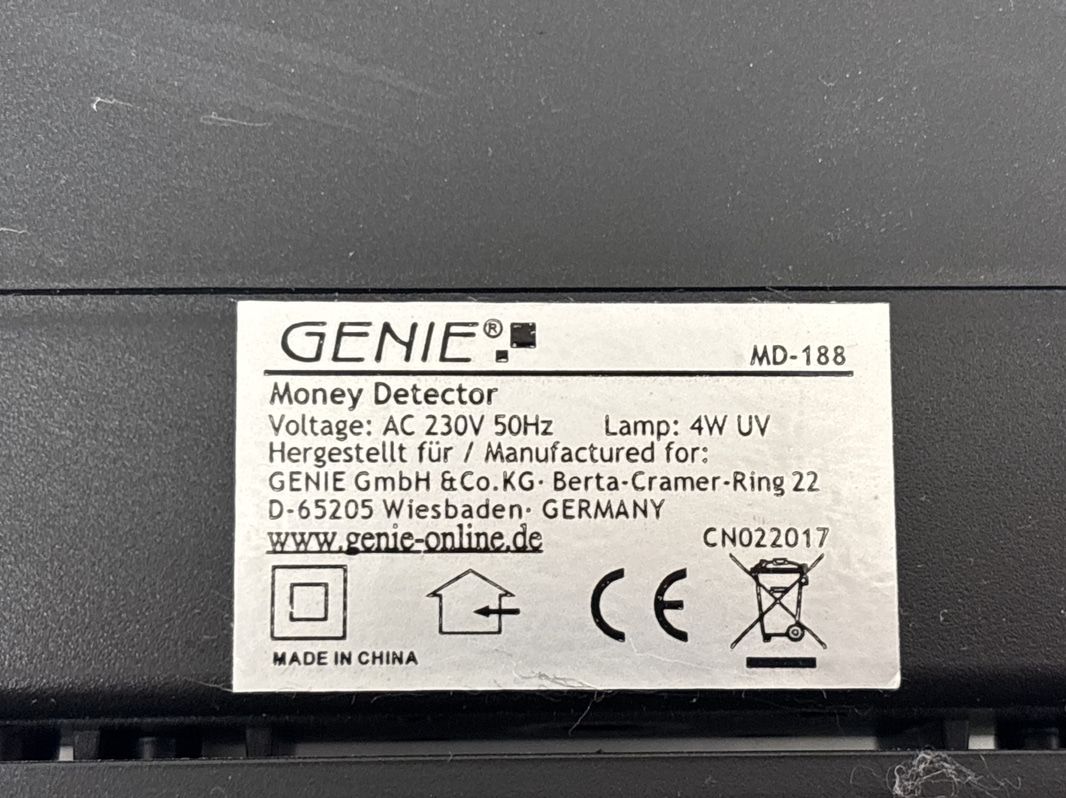 GENIE®
MD-188
Money Detector
Voltage: AC 230V 50Hz Lamp: 4W UV
Hergestellt für / Manufactured for:
GENIE GmbH &Co.KG· Berta-Cramer-Ring 22
D-65205 Wiesbaden· GERMANY
www.genie-online.de
CN022017
CE
MADE IN CHINA